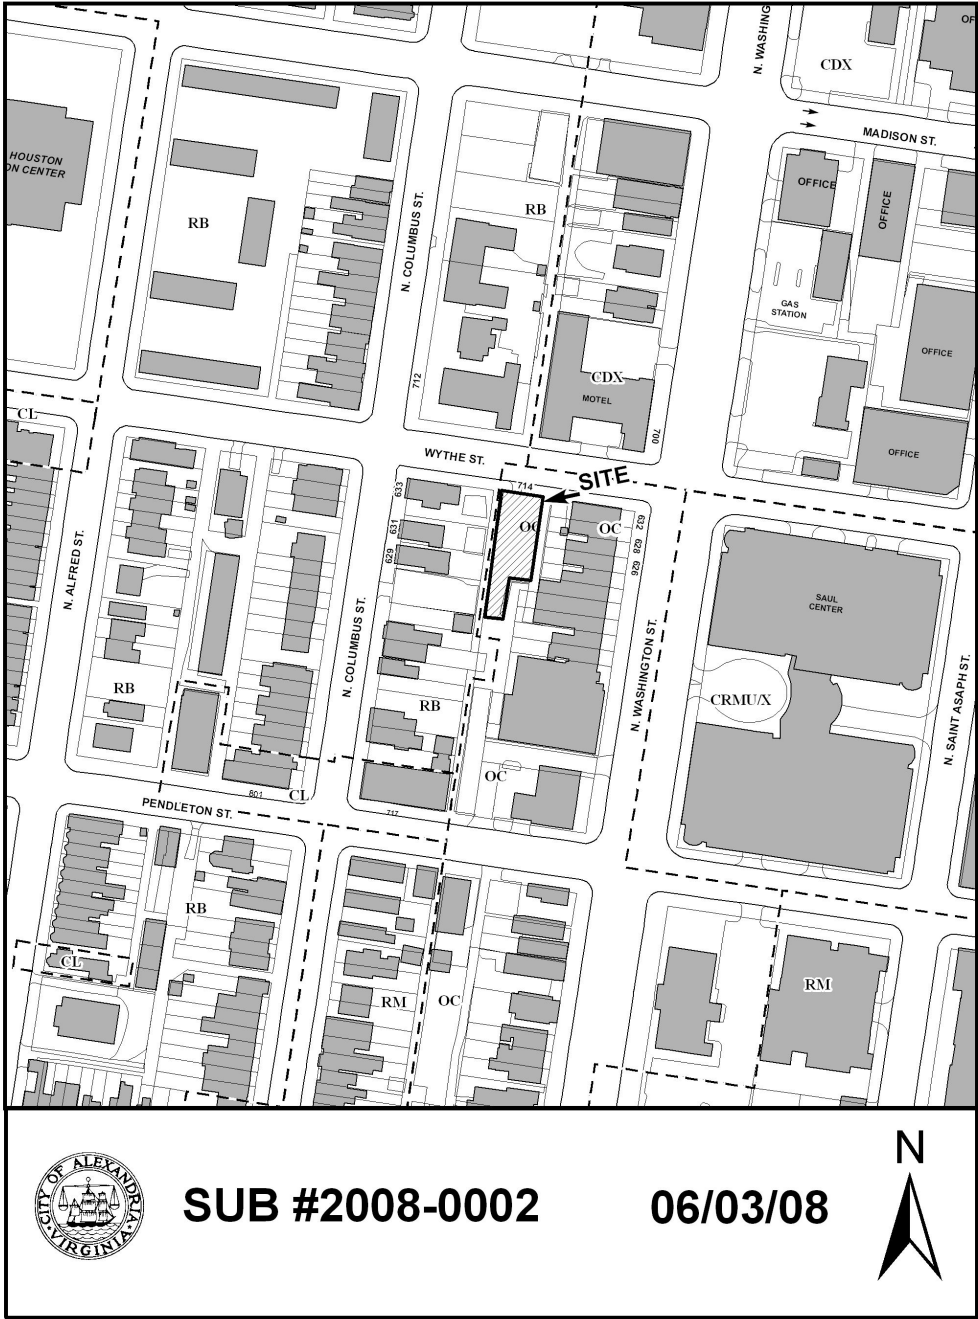 N. WASHING
OF
CDX
MADISON ST.
HOUSTON
ON CENTER
OFFICE
OFFICE
RB
RB
N. COLUMBUS ST.
GAS
STATION
OFFICE
712
CDX
MOTEL
700
CL
OFFICE
WYTHE ST.
SITE
633
714
631
OC
OC
632
628
626
629
N. ALFRED ST.
SAUL
CENTER
N. COLUMBUS ST.
N. WASHINGTON ST.
N. SAINT ASAPH ST.
RB
RB
CRMU/X
OC
601
CL
PENDLETON ST.
717
RB
CL
RM
OC
RM
CITY OF ALEXANDRIA
VIRGINIA
SUB #2008-0002
06/03/08
N